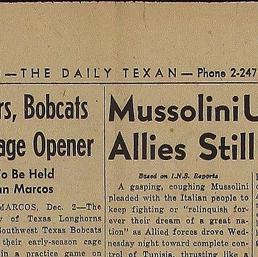 —THE DAILY TEXAN— Phone 2-247
Bobcats
Opener
To Be Held
Marcos
MARCOS, Dec. 2—The
of Texas Longhorns
Southwest Texas Bobcats
their early-season cage
in a practice game on
Mussolini
Allies Still
Based on I.N.S. Reports
A gasping, coughing Mussolini
pleaded with the Italian people to
keep fighting or "relinquish for-
ever their dream of a great na-
tion" as Allied forces drove Wed-
nesday night toward complete con-
trol of Tunisia, thrusting like a